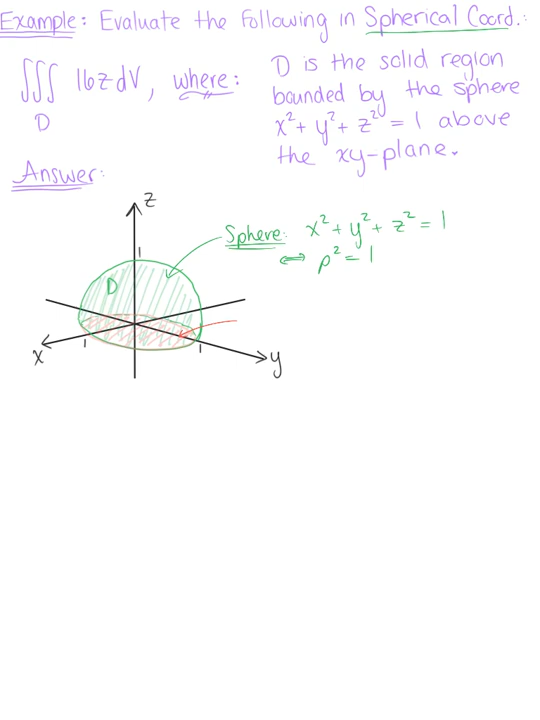 Example: Evaluate the Following in Spherical Coord.:
∭ 16z dV, where:
D
D is the solid region
bounded by the sphere
x² + y² + z² = 1 above
the xy-plane.
Answer:
z
Sphere: x² + y² + z² = 1
⟺ ρ² = 1
1
D
x
1
1
y